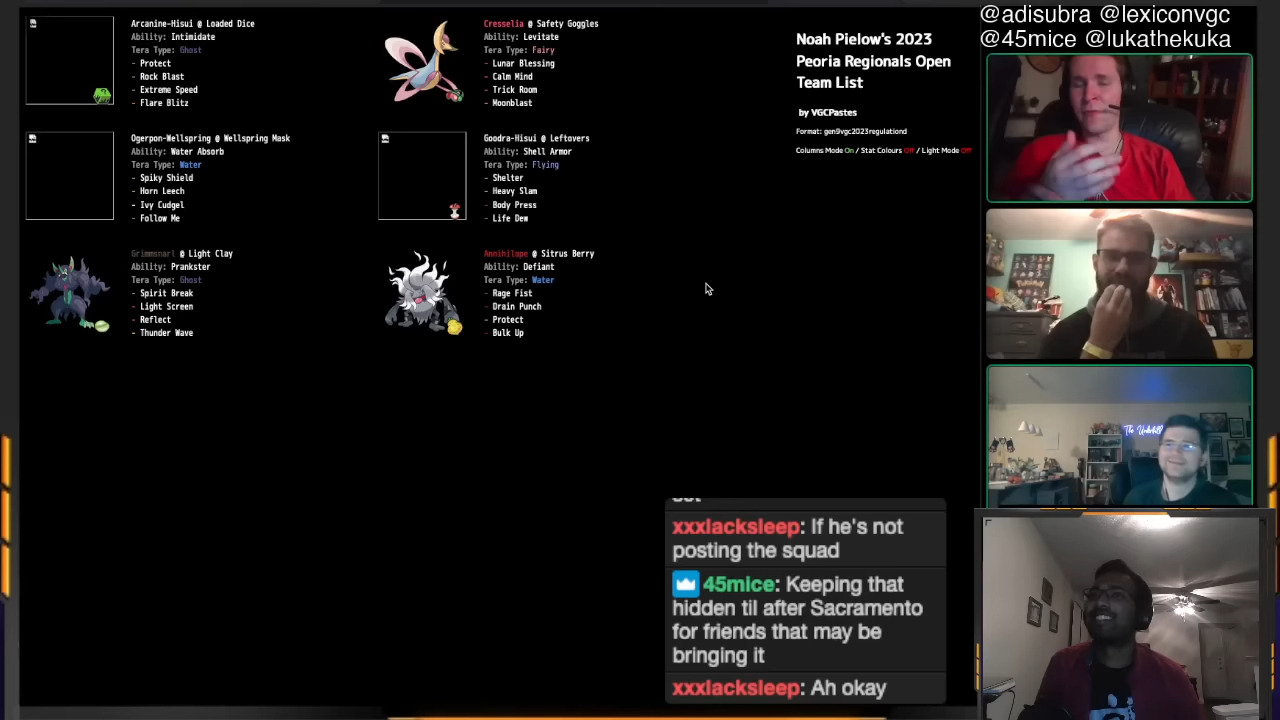 Arcanine-Hisui @ Loaded Dice
Ability: Intimidate
Tera Type: Ghost
- Protect
- Rock Blast
- Extreme Speed
- Flare Blitz
Cresselia @ Safety Goggles
Ability: Levitate
Tera Type: Fairy
- Lunar Blessing
- Calm Mind
- Trick Room
- Moonblast
Ogerpon-Wellspring @ Wellspring Mask
Ability: Water Absorb
Tera Type: Water
- Spiky Shield
- Horn Leech
- Ivy Cudgel
- Follow Me
Goodra-Hisui @ Leftovers
Ability: Shell Armor
Tera Type: Flying
- Shelter
- Heavy Slam
- Body Press
- Life Dew
Grimmsnarl @ Light Clay
Ability: Prankster
Tera Type: Ghost
- Spirit Break
- Light Screen
- Reflect
- Thunder Wave
Annihilape @ Sitrus Berry
Ability: Defiant
Tera Type: Water
- Rage Fist
- Drain Punch
- Protect
- Bulk Up
Noah Pielow's 2023
Peoria Regionals Open
Team List
by VGCPastes
Format: gen9vgc2023regulationd
Columns Mode On / Stat Colours Off / Light Mode Off
@adisubra @lexiconvgc
@45mice @lukathekuka
xxxlacksleep: If he's not
posting the squad
45mice: Keeping that
hidden til after Sacramento
for friends that may be
bringing it
xxxlacksleep: Ah okay